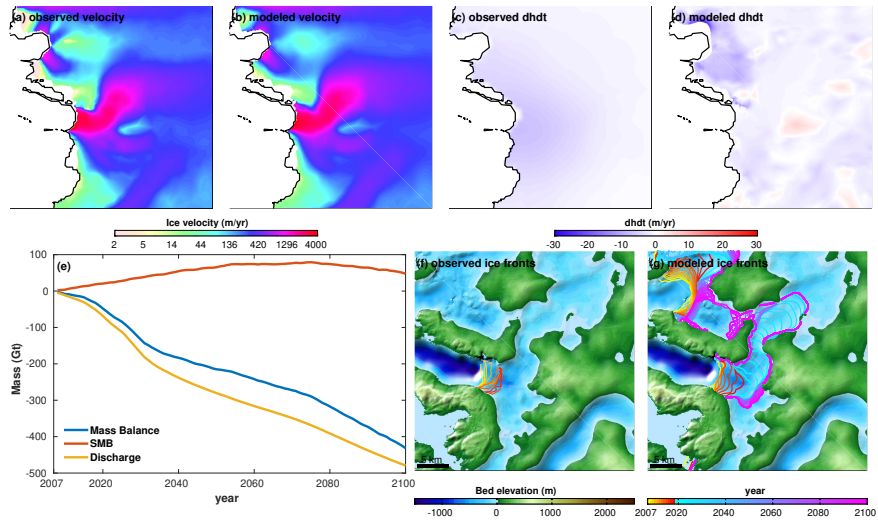 (a) observed velocity
(b) modeled velocity
(c) observed dhdt
(d) modeled dhdt
Ice velocity (m/yr)
2 5 14 44 136 420 1296 4000
dhdt (m/yr)
-30 -20 -10 0 10 20 30
(e)
100
0
-100
-200
-300
-400
-500
Mass (Gt)
Mass Balance
SMB
Discharge
2007 2020 2040 2060 2080 2100
year
(f) observed ice fronts
5 km
(g) modeled ice fronts
5 km
Bed elevation (m)
-1000 0 1000 2000
year
2007 2020 2040 2060 2080 2100